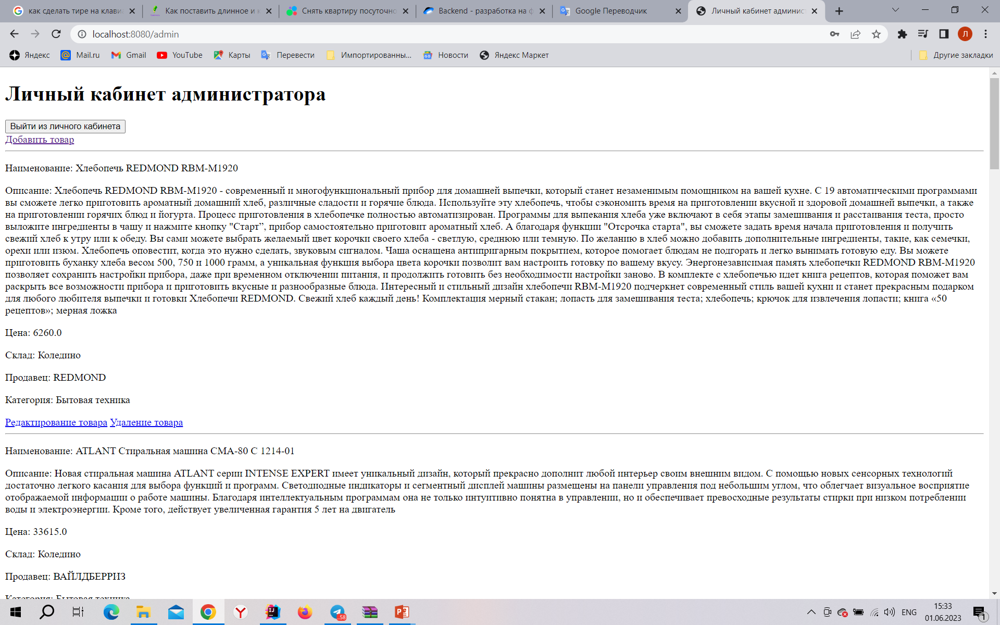 как сделать тире на клави
Как поставить длинное и к
Снять квартиру посуточно
Backend - разработка на ф
Google Переводчик
Личный кабинет админист
localhost:8080/admin
Л
Яндекс
Mail.ru
Gmail
YouTube
Карты
Перевести
Импортированны...
Новости
Яндекс Маркет
Другие закладки
Личный кабинет администратора
Выйти из личного кабинета
Добавить товар
Наименование: Хлебопечь REDMOND RBM-M1920
Описание: Хлебопечь REDMOND RBM-M1920 - современный и многофункциональный прибор для домашней выпечки, который станет незаменимым помощником на вашей кухне. С 19 автоматическими программами
вы сможете легко приготовить ароматный домашний хлеб, различные сладости и горячие блюда. Используйте эту хлебопечь, чтобы сэкономить время на приготовлении вкусной и здоровой домашней выпечки, а также
на приготовлении горячих блюд и йогурта. Процесс приготовления в хлебопечке полностью автоматизирован. Программы для выпекания хлеба уже включают в себя этапы замешивания и расстаивания теста, просто
выложите ингредиенты в чашу и нажмите кнопку "Старт”, прибор самостоятельно приготовит ароматный хлеб. А благодаря функции "Отсрочка старта", вы сможете задать время начала приготовления и получить
свежий хлеб к утру или к обеду. Вы сами можете выбрать желаемый цвет корочки своего хлеба - светлую, среднюю или темную. По желанию в хлеб можно добавить дополнительные ингредиенты, такие, как семечки,
орехи или изюм. Хлебопечь оповестит, когда это нужно сделать, звуковым сигналом. Чаша оснащена антипригарным покрытием, которое помогает блюдам не подгорать и легко вынимать готовую еду. Вы можете
приготовить буханку хлеба весом 500, 750 и 1000 грамм, а уникальная функция выбора цвета корочки позволит вам настроить готовку по вашему вкусу. Энергонезависимая память хлебопечки REDMOND RBM-M1920
позволяет сохранить настройки прибора, даже при временном отключении питания, и продолжить готовить без необходимости настройки заново. В комплекте с хлебопечью идет книга рецептов, которая поможет вам
раскрыть все возможности прибора и приготовить вкусные и разнообразные блюда. Интересный и стильный дизайн хлебопечи RBM-M1920 подчеркнет современный стиль вашей кухни и станет прекрасным подарком
для любого любителя выпечки и готовки Хлебопечи REDMOND. Свежий хлеб каждый день! Комплектация мерный стакан; лопасть для замешивания теста; хлебопечь; крючок для извлечения лопасти; книга «50
рецептов»; мерная ложка
Цена: 6260.0
Склад: Коледино
Продавец: REDMOND
Категория: Бытовая техника
Редактирование товара Удаление товара
Наименование: ATLANT Стиральная машина СМА-80 С 1214-01
Описание: Новая стиральная машина ATLANT серии INTENSE EXPERT имеет уникальный дизайн, который прекрасно дополнит любой интерьер своим внешним видом. С помощью новых сенсорных технологий
достаточно легкого касания для выбора функций и программ. Светодиодные индикаторы и сегментный дисплей машины размещены на панели управления под небольшим углом, что облегчает визуальное восприятие
отображаемой информации о работе машины. Благодаря интеллектуальным программам она не только интуитивно понятна в управлении, но и обеспечивает превосходные результаты стирки при низком потреблении
воды и электроэнергии. Кроме того, действует увеличенная гарантия 5 лет на двигатель
Цена: 33615.0
Склад: Коледино
Продавец: ВАЙЛДБЕРРИЗ
Категория: Бытовая техника
ENG
15:33
01.06.2023
1